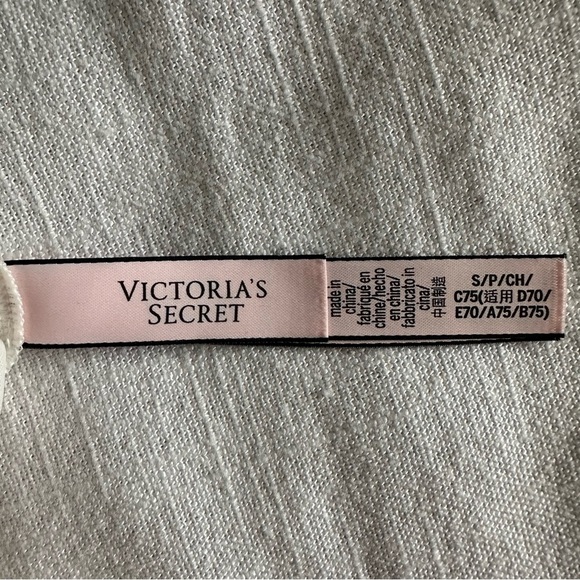 VICTORIA'S
SECRET
made in
china/
fabriqué en
chine/hecho
en china/
fabbricato in
cina/
中国制造
S/P/CH/
C75(适用 D70/
E70/A75/B75)